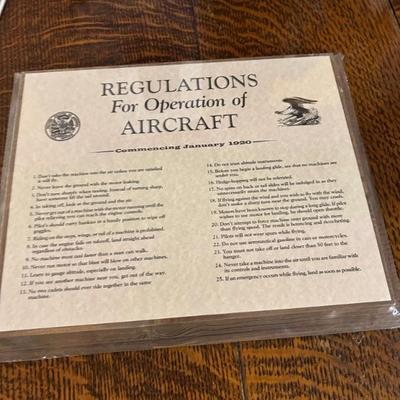 REGULATIONS
For Operation of
AIRCRAFT
Commencing January 1920
1. Don't take the machine into the air unless you are satisfied
it will fly.
2. Never leave the ground with the motor leaking.
3. Don't turn sharply when taxiing. Instead of turning sharp,
have someone lift the tail around.
4. In taking off, look at the ground and the air.
5. Never get out of a machine with the motor running until the
pilot relieving you can reach the engine controls.
6. Pilots should carry hankies in a handy position to wipe off
goggles.
7. Riding on the steps, wings, or tail of a machine is prohibited.
8. In case the engine fails on takeoff, land straight ahead
regardless of obstacles.
9. No machine must taxi faster than a man can walk.
10. Never run motor so that blast will blow on other machines.
11. Learn to gauge altitude, especially on landing.
12. If you see another machine near you, get out of the way.
13. No two cadets should ever ride together in the same
machine.
14. Do not trust altitude instruments.
15. Before you begin a landing glide, see that no machines are
under you.
16. Hedge-hopping will not be tolerated.
17. No spins on back or tail slides will be indulged in as they
unnecessarily strain the machines.
18. If flying against the wind and you wish to fly with the wind,
don't make a sharp turn near the ground. You may crash.
19. Motors have been known to stop during a long glide. If pilot
wishes to use motor for landing, he should open throttle.
20. Don't attempt to force machine onto ground with more
than flying speed. The result is bouncing and ricocheting.
21. Pilots will not wear spurs while flying.
22. Do not use aeronautical gasoline in cars or motorcycles.
23. You must not take off or land closer than 50 feet to the
hangar.
24. Never take a machine into the air until you are familiar with
its controls and instruments.
25. If an emergency occurs while flying, land as soon as possible.